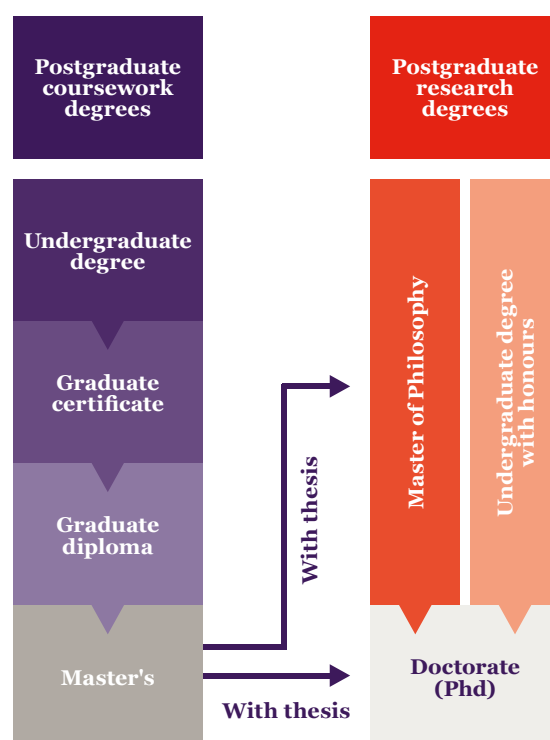 Postgraduate
coursework
degrees
Postgraduate
research
degrees
Undergraduate
degree
Graduate
certificate
Graduate
diploma
Master's
With thesis
With thesis
Master of Philosophy
Undergraduate degree
with honours
Doctorate
(Phd)